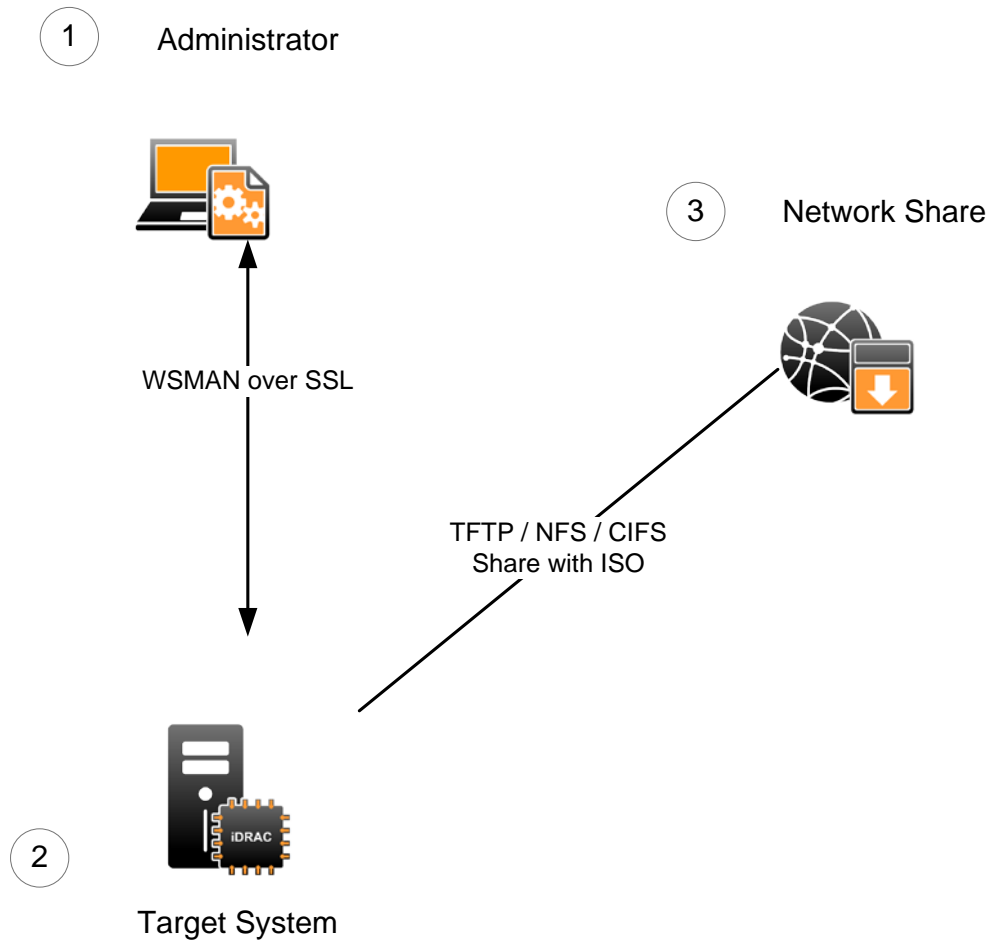 1
Administrator
3
Network Share
WSMAN over SSL
TFTP / NFS / CIFS
Share with ISO
iDRAC
2
Target System